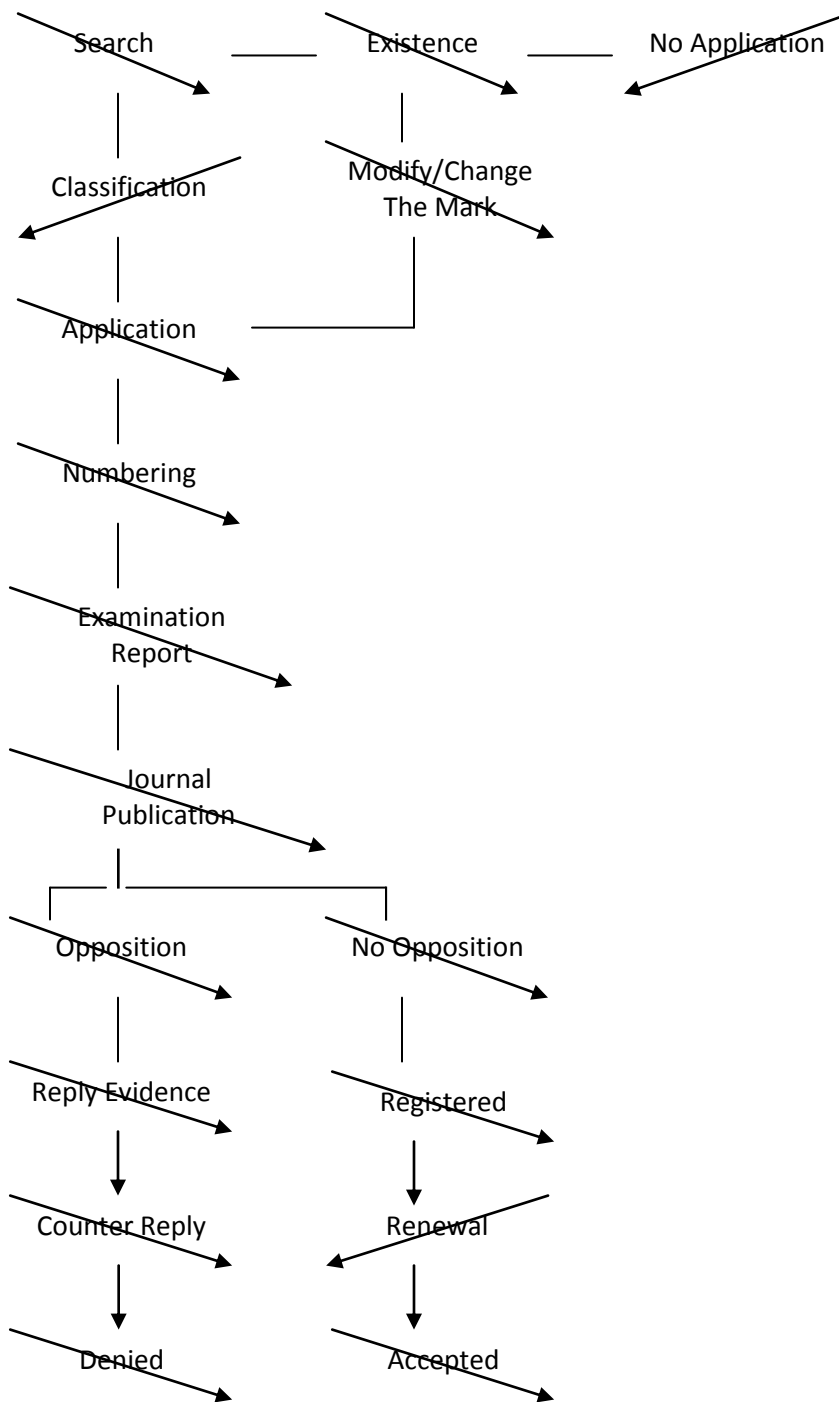 Search
Existence
No Application
Classification
Modify/Change
The Mark
Application
Numbering
Examination
Report
Journal
Publication
Opposition
No Opposition
Reply Evidence
Registered
Counter Reply
Renewal
Denied
Accepted